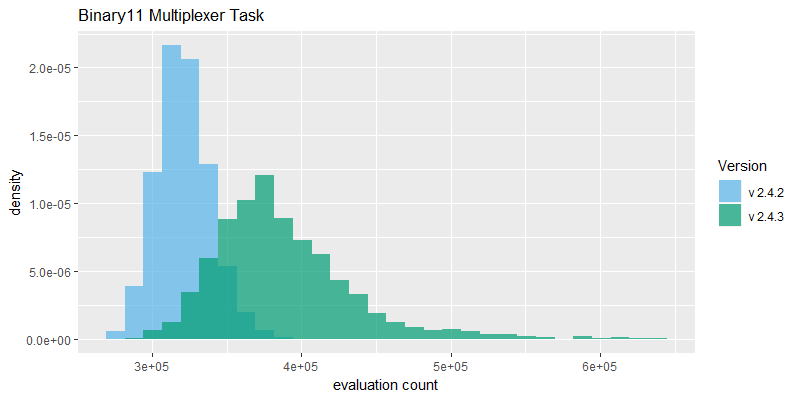 Binary11 Multiplexer Task
2.0e-05
1.5e-05
1.0e-05
5.0e-06
0.0e+00
density
3e+05 4e+05 5e+05 6e+05
evaluation count
Version
v 2.4.2
v 2.4.3